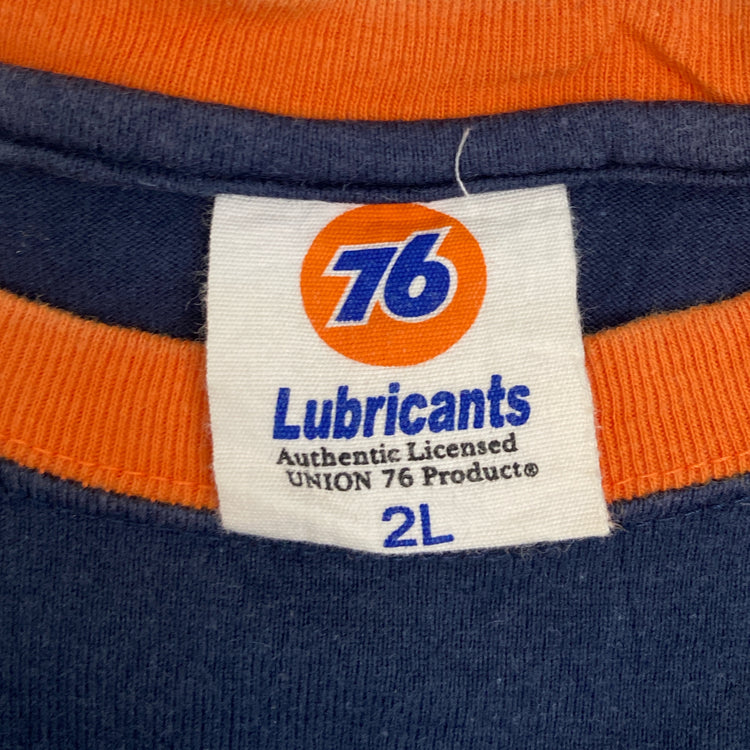 76
Lubricants
Authentic Licensed
UNION 76 Product®
2L